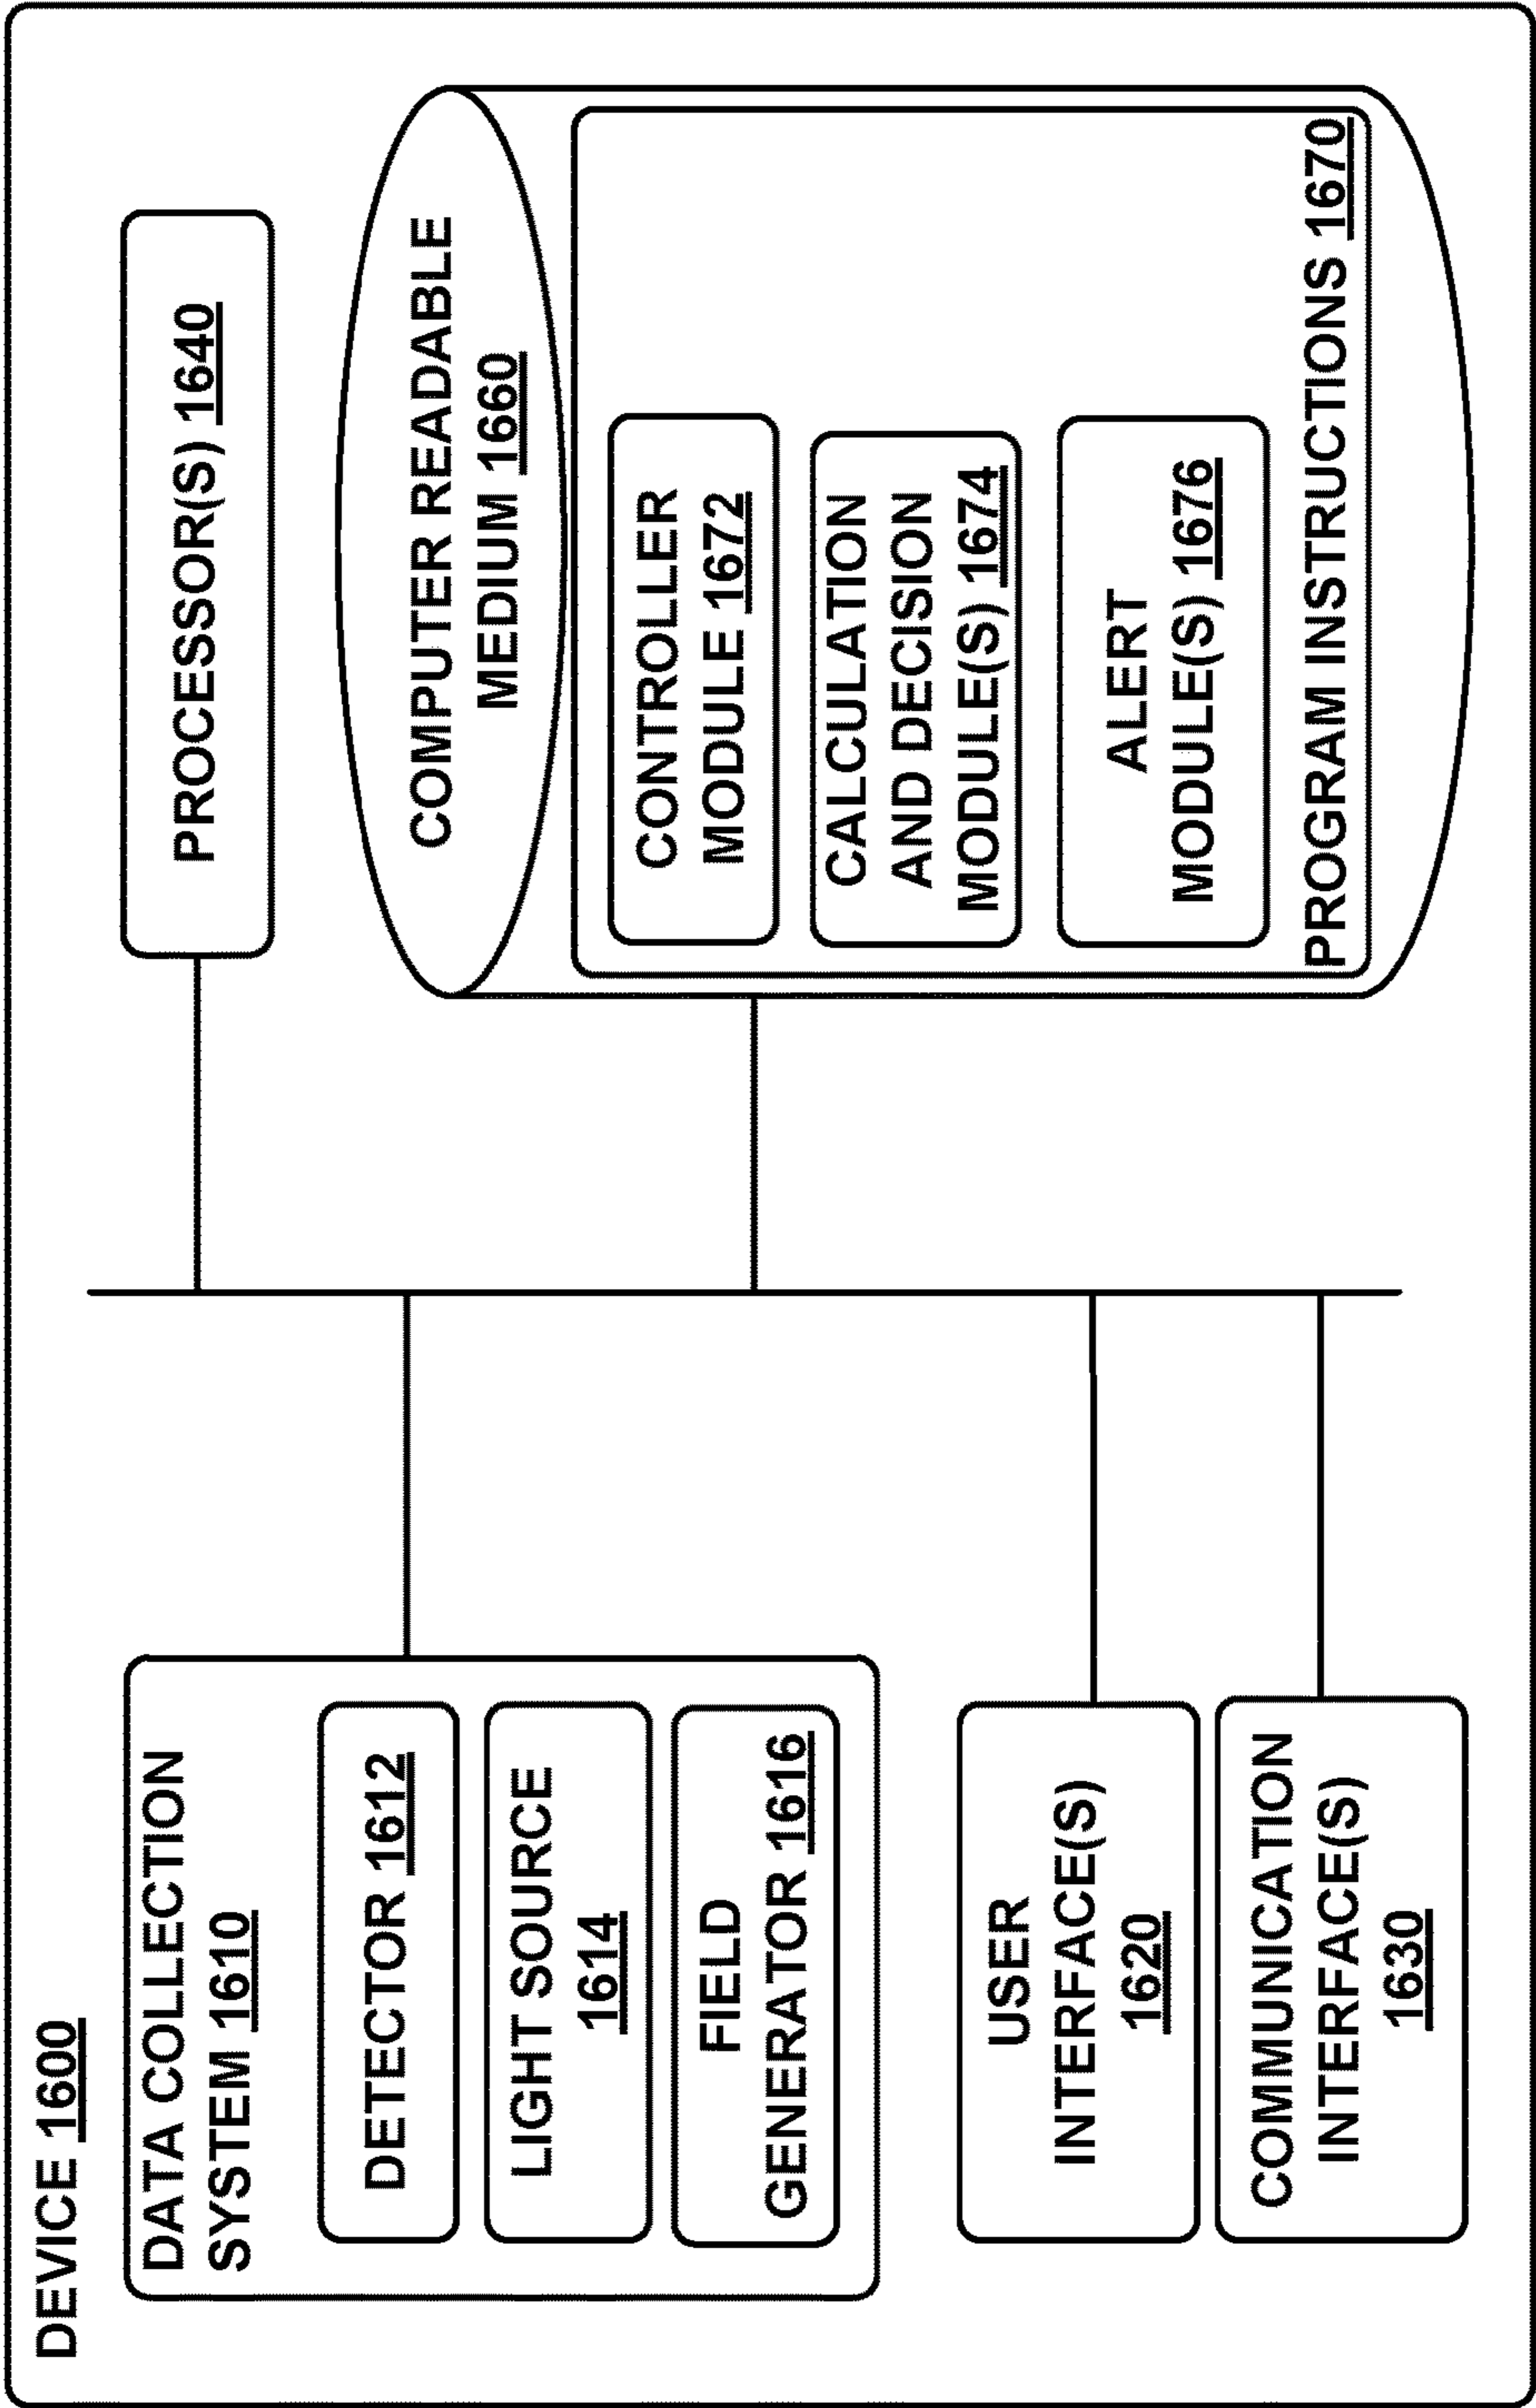 DEVICE 1600
DATA COLLECTION
SYSTEM 1610
DETECTOR 1612
LIGHT SOURCE
1614
FIELD
GENERATOR 1616
USER
INTERFACE(S)
1620
COMMUNICATION
INTERFACE(S)
1630
PROCESSOR(S) 1640
COMPUTER READABLE
MEDIUM 1660
CONTROLLER
MODULE 1672
CALCULATION
AND DECISION
MODULE(S) 1674
ALERT
MODULE(S) 1676
PROGRAM INSTRUCTIONS 1670